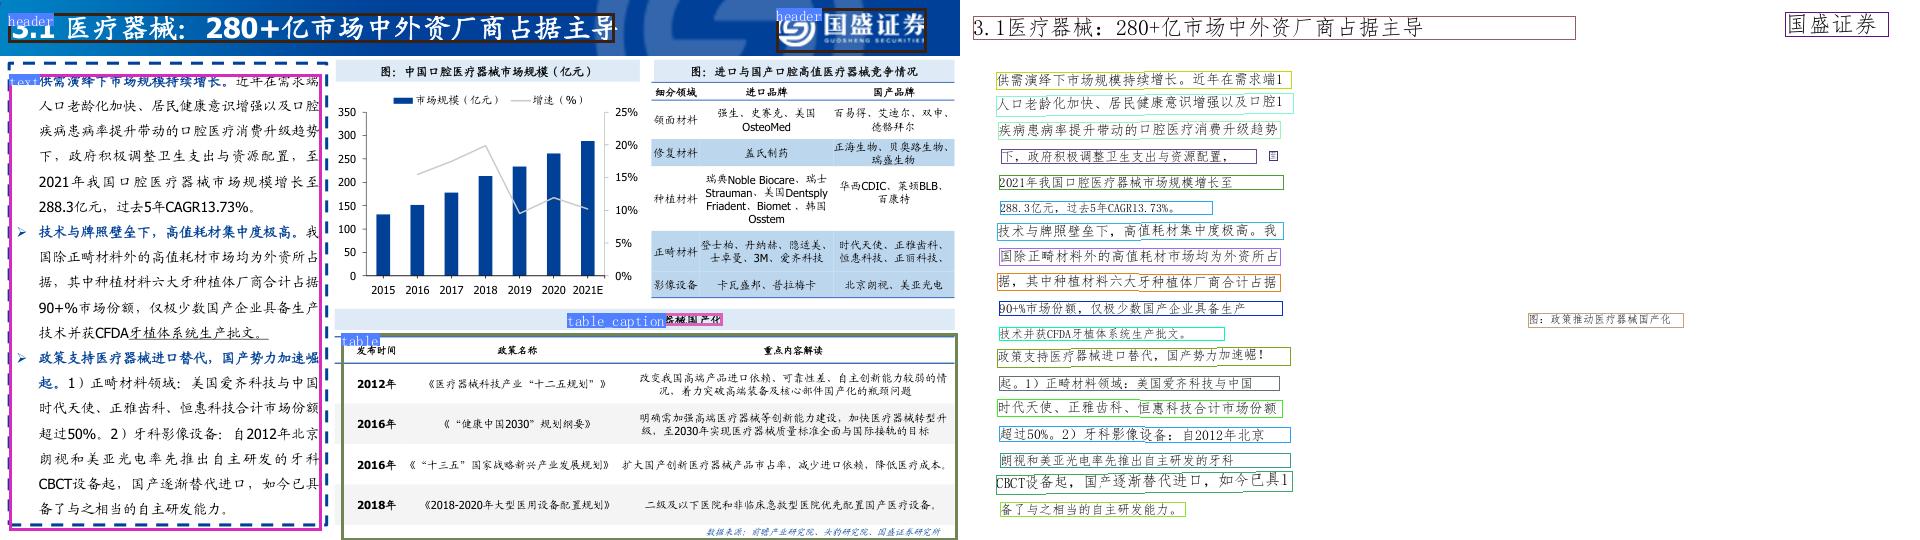 header
3.1 医疗器械：280+亿市场中外资厂商占据主导
header
国盛证券
GUOSHENG SECURITIES
text
供需演绎下市场规模持续增长。近年在需求端
人口老龄化加快、居民健康意识增强以及口腔
疾病患病率提升带动的口腔医疗消费升级趋势
下，政府积极调整卫生支出与资源配置，至
2021年我国口腔医疗器械市场规模增长至
288.3亿元，过去5年CAGR13.73%。
➢ 技术与牌照壁垒下，高值耗材集中度极高。我
国除正畸材料外的高值耗材市场均为外资所占
据，其中种植材料六大牙种植体厂商合计占据
90+%市场份额，仅极少数国产企业具备生产
技术并获CFDA牙植体系统生产批文。
➢ 政策支持医疗器械进口替代，国产势力加速崛
起。1）正畸材料领域：美国爱齐科技与中国
时代天使、正雅齿科、恒惠科技合计市场份额
超过50%。2）牙科影像设备：自2012年北京
朗视和美亚光电率先推出自主研发的牙科
CBCT设备起，国产逐渐替代进口，如今已具
备了与之相当的自主研发能力。
图：中国口腔医疗器械市场规模（亿元）
市场规模（亿元） 增速（%）
350 25%
300
250 20%
200 15%
150 10%
100
50 5%
0 0%
2015 2016 2017 2018 2019 2020 2021E
图：进口与国产口腔高值医疗器械竞争情况
细分领域 进口品牌 国产品牌
颌面材料 强生、史赛克、美国OsteoMed 百易得、艾迪尔、双申、德骼拜尔
修复材料 盖氏制药 正海生物、贝奥路生物、瑞盛生物
种植材料 瑞典Noble Biocare、瑞士Strauman、美国Dentsply Friadent、Biomet 、韩国Osstem 华西CDIC、莱顿BLB、百康特
正畸材料 登士柏、丹纳赫、隐适美、士卓曼、3M、爱齐科技 时代天使、正雅齿科、恒惠科技、正丽科技、
影像设备 卡瓦盛邦、普拉梅卡 北京朗视、美亚光电
table caption
器械国产化
table
发布时间 政策名称 重点内容解读
2012年 《医疗器械科技产业“十二五规划”》 改变我国高端产品进口依赖、可靠性差、自主创新能力较弱的情况，着力突破高端装备及核心部件国产化的瓶颈问题
2016年 《“健康中国2030”规划纲要》 明确需加强高端医疗器械等创新能力建设，加快医疗器械转型升级，至2030年实现医疗器械质量标准全面与国际接轨的目标
2016年 《“十三五”国家战略新兴产业发展规划》 扩大国产创新医疗器械产品市占率，减少进口依赖，降低医疗成本。
2018年 《2018-2020年大型医用设备配置规划》 二级及以下医院和非临床急救型医院优先配置国产医疗设备。
数据来源：前瞻产业研究院、头豹研究院、国盛证券研究所
3.1医疗器械：280+亿市场中外资厂商占据主导
国盛证券
供需演绎下市场规模持续增长。近年在需求端1
人口老龄化加快、居民健康意识增强以及口腔1
疾病患病率提升带动的口腔医疗消费升级趋势
下，政府积极调整卫生支出与资源配置，
2021年我国口腔医疗器械市场规模增长至
288.3亿元，过去5年CAGR13.73%。
技术与牌照壁垒下，高值耗材集中度极高。我
国除正畸材料外的高值耗材市场均为外资所占
据，其中种植材料六大牙种植体厂商合计占据
90+%市场份额，仅极少数国产企业具备生产
技术并获CFDA牙植体系统生产批文。
政策支持医疗器械进口替代，国产势力加速崛！
起。1）正畸材料领域：美国爱齐科技与中国
时代天使、正雅齿科、恒惠科技合计市场份额
超过50%。2）牙科影像设备：自2012年北京
朗视和美亚光电率先推出自主研发的牙科
CBCT设备起，国产逐渐替代进口，如今已具1
备了与之相当的自主研发能力。
图：政策推动医疗器械国产化